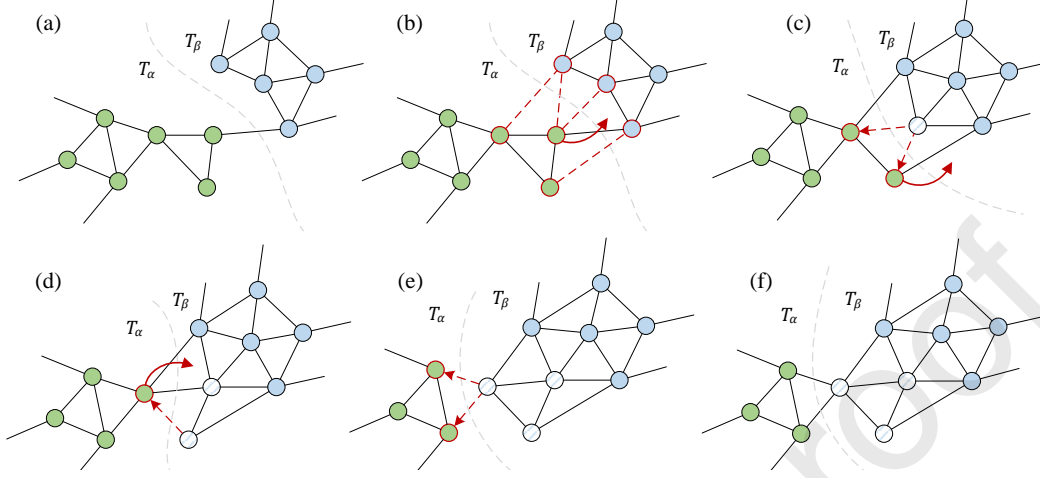 (a) T_α T_β
(b) T_α T_β
(c) T_α T_β
(d) T_α T_β
(e) T_α T_β
(f) T_α T_β
roof